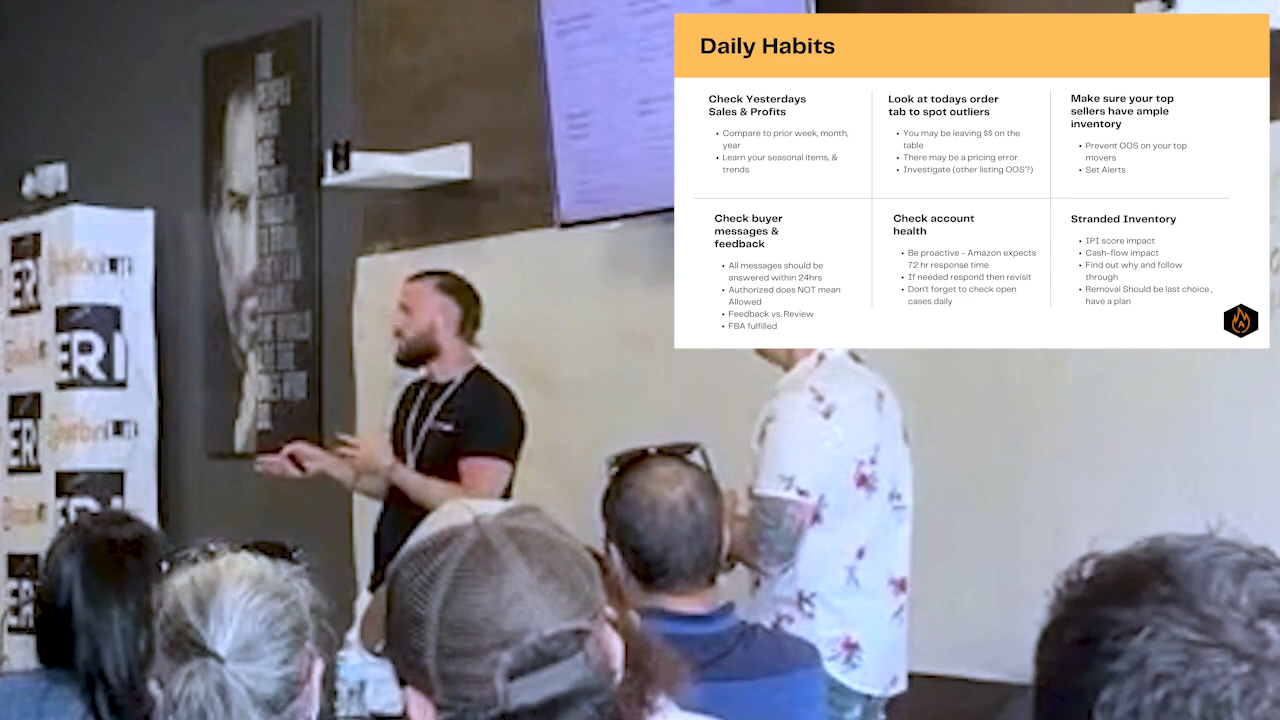 Daily Habits
Check Yesterdays
Sales & Profits
• Compare to prior week, month,
year
• Learn your seasonal items, &
trends
Look at todays order
tab to spot outliers
• You may be leaving $$ on the
table
• There may be a pricing error
• Investigate (other listing OOS?)
Make sure your top
sellers have ample
inventory
• Prevent OOS on your top
movers
• Set Alerts
Check buyer
messages &
feedback
• All messages should be
answered within 24hrs
• Authorized does NOT mean
Allowed
• Feedback vs. Review
• FBA fulfilled
Check account
health
• Be proactive - Amazon expects
72 hr response time
• If needed respond then revisit
• Don't forget to check open
cases daily
Stranded Inventory
• IPI score impact
• Cash-flow impact
• Find out why and follow
through
• Removal Should be last choice ,
have a plan